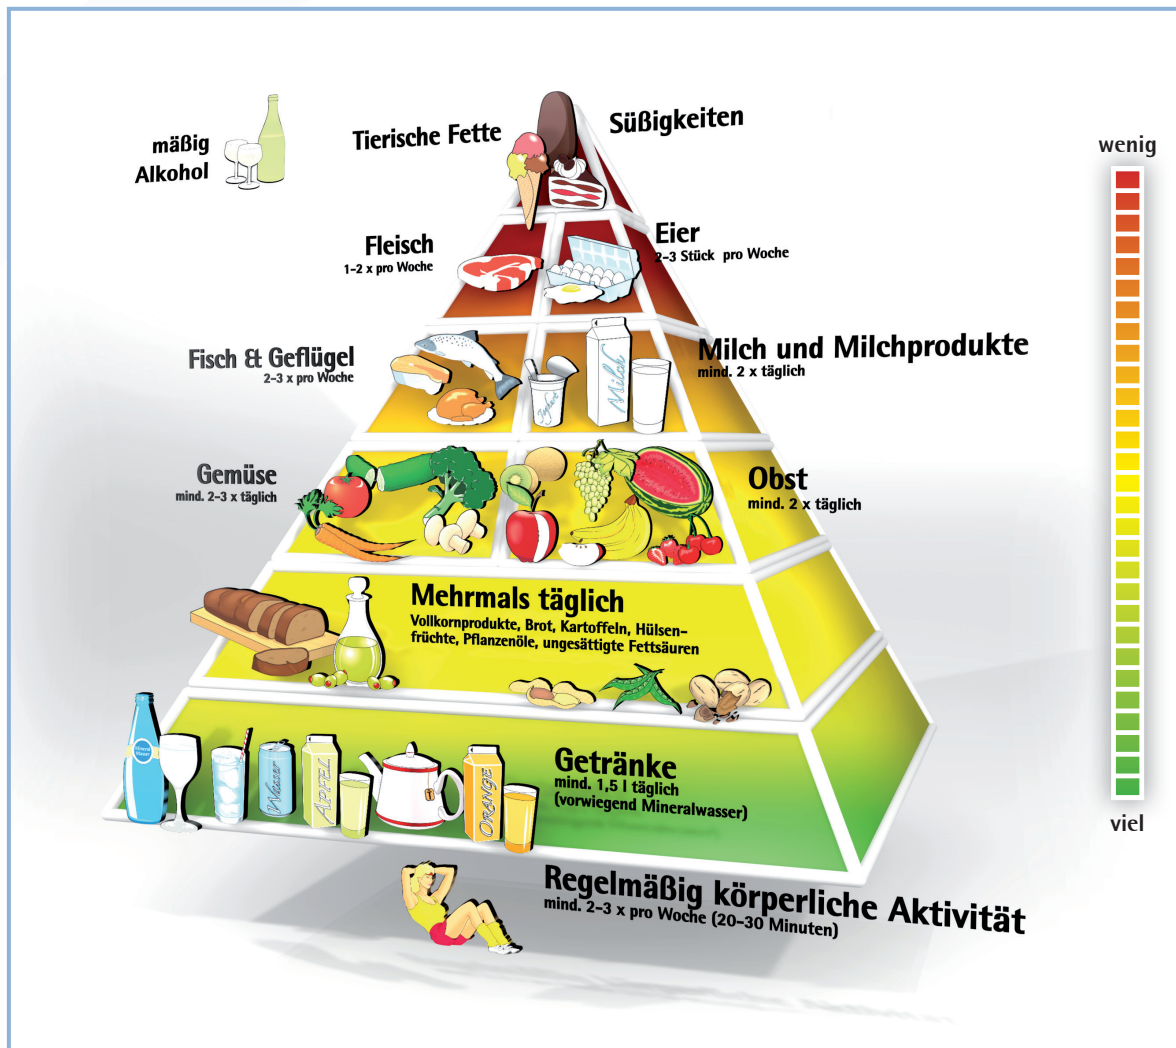 mäßig
Alkohol
Tierische Fette
Süßigkeiten
wenig
Fleisch
1-2 x pro Woche
Eier
2-3 Stück pro Woche
Fisch & Geflügel
2-3 x pro Woche
Joghurt
Milch
Milch und Milchprodukte
mind. 2 x täglich
Gemüse
mind. 2-3 x täglich
Obst
mind. 2 x täglich
Mehrmals täglich
Vollkornprodukte, Brot, Kartoffeln, Hülsen-
früchte, Pflanzenöle, ungesättigte Fettsäuren
Mineral
Wasser
Wasser
APFEL
ORANGE
Getränke
mind. 1,5 l täglich
(vorwiegend Mineralwasser)
viel
Regelmäßig körperliche Aktivität
mind. 2-3 x pro Woche (20-30 Minuten)